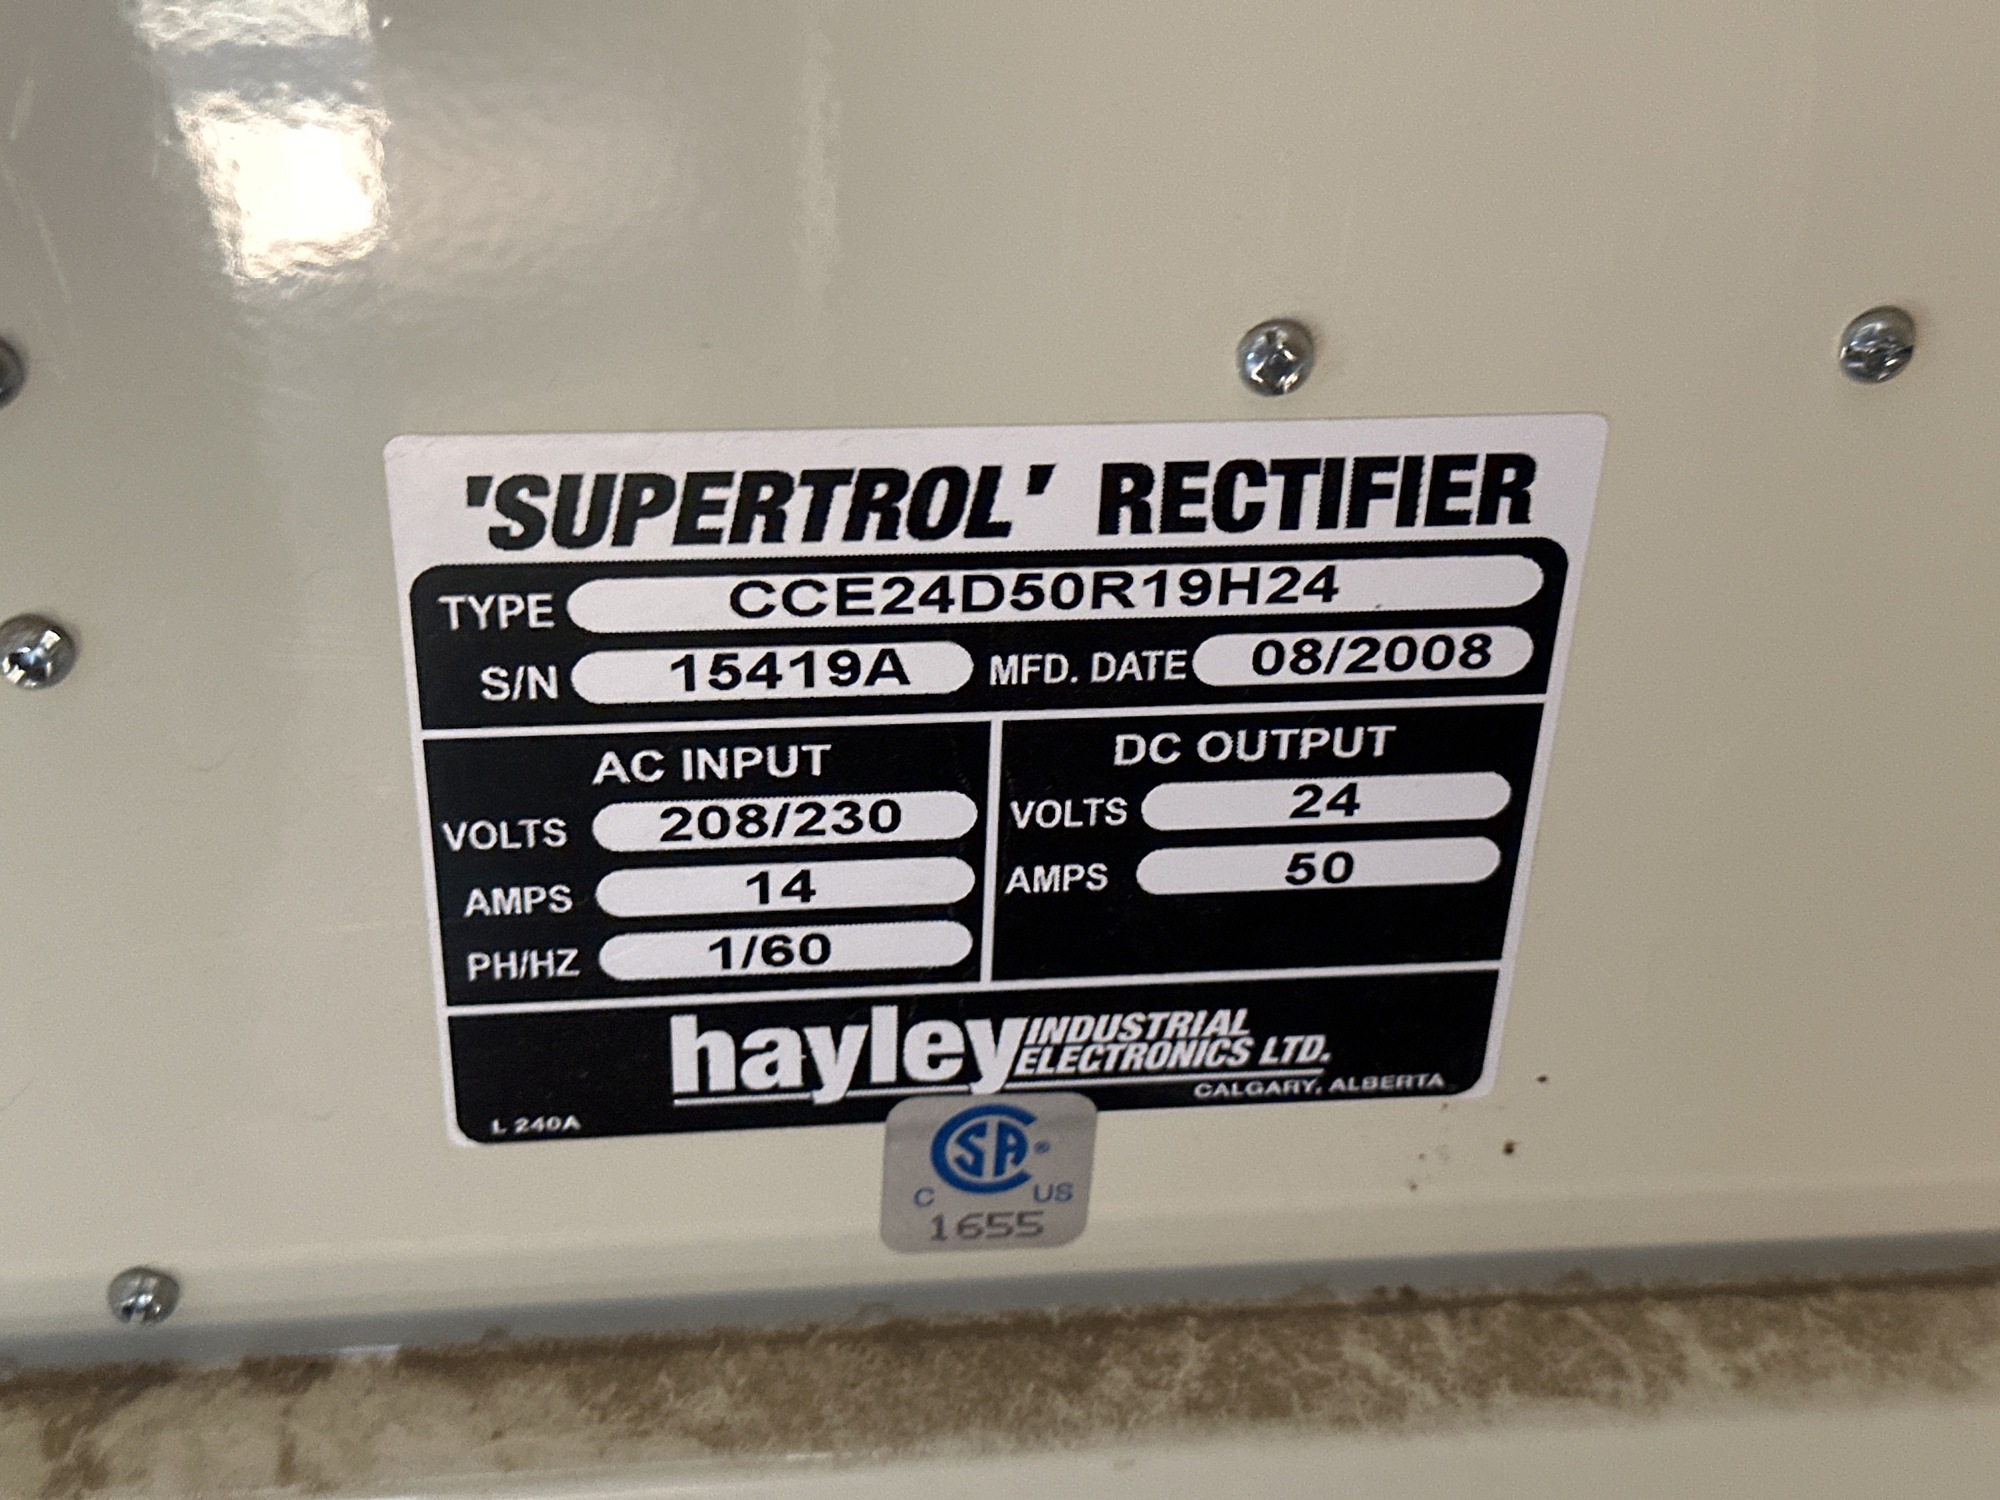 'SUPERTROL' RECTIFIER
TYPE CCE24D50R19H24
S/N 15419A MFD. DATE 08/2008
AC INPUT
VOLTS 208/230
AMPS 14
PH/HZ 1/60
DC OUTPUT
VOLTS 24
AMPS 50
hayley INDUSTRIAL
ELECTRONICS LTD.
CALGARY, ALBERTA
L 240A
CSA ®
C US
1655